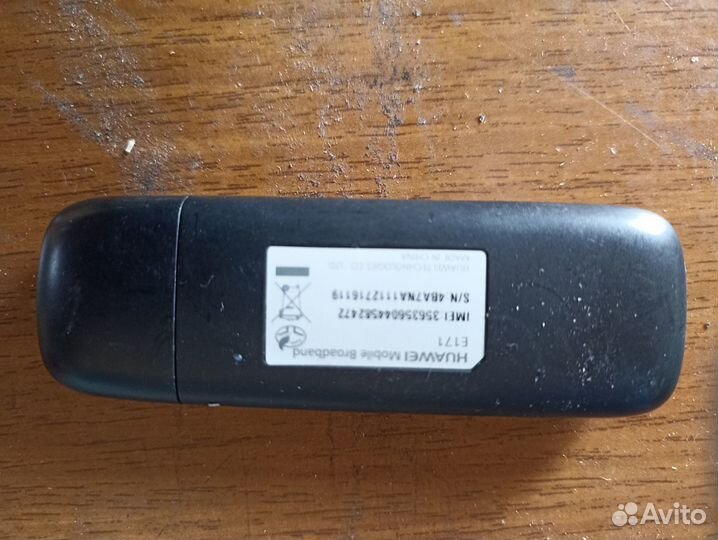 HUAWEI Mobile Broadband
E171
IMEI 356356044582472
S/N 4BA7NA1112716119
HUAWEI TECHNOLOGIES CO., LTD.
MADE IN CHINA
Avito